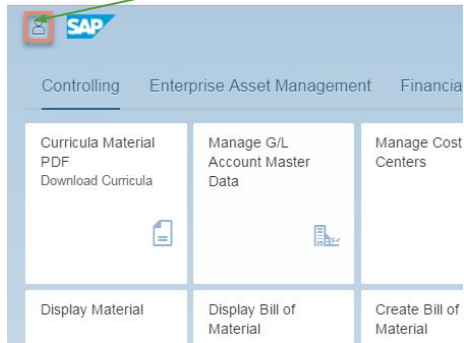 SAP
Controlling Enterprise Asset Management Financia
Curricula Material
PDF
Download Curricula
Manage G/L
Account Master
Data
Manage Cost
Centers
Display Material
Display Bill of
Material
Create Bill of
Material